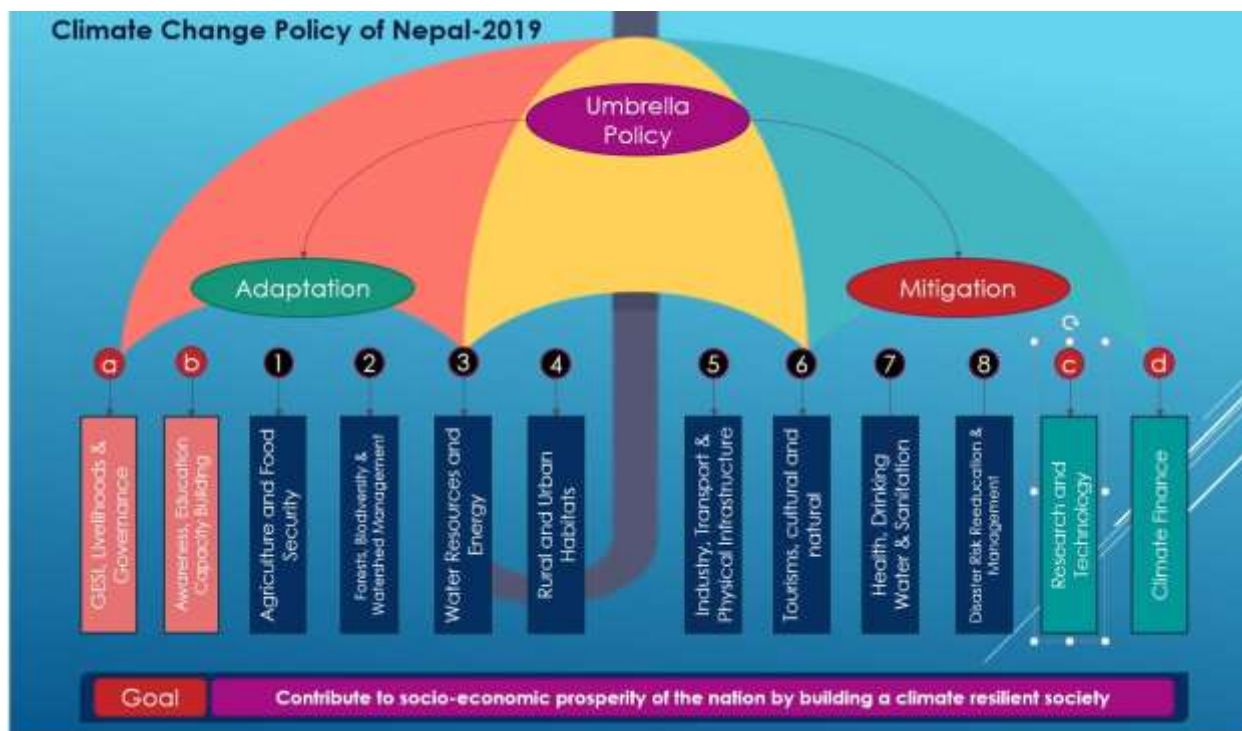 Climate Change Policy of Nepal-2019
Umbrella
Policy
Adaptation
Mitigation
a
b
1
2
3
4
5
6
7
8
c
d
GESI, Livelihoods &
Governance
Awareness, Education
Capacity Building
Agriculture and Food
Security
Forests, Biodiversity &
Watershed Management
Water Resources and
Energy
Rural and Urban
Habitats
Industry, Transport &
Physical Infrastructure
Tourisms, cultural and
natural
Health, Drinking
Water & Sanitation
Disaster Risk Reeducation &
Management
Research and
Technology
Climate Finance
Goal
Contribute to socio-economic prosperity of the nation by building a climate resilient society